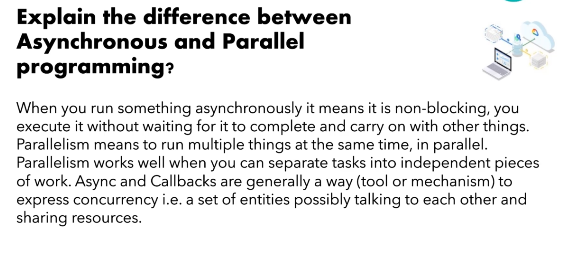 Explain the difference between
Asynchronous and Parallel
programming?
When you run something asynchronously it means it is non-blocking, you
execute it without waiting for it to complete and carry on with other things.
Parallelism means to run multiple things at the same time, in parallel.
Parallelism works well when you can separate tasks into independent pieces
of work. Async and Callbacks are generally a way (tool or mechanism) to
express concurrency i.e. a set of entities possibly talking to each other and
sharing resources.